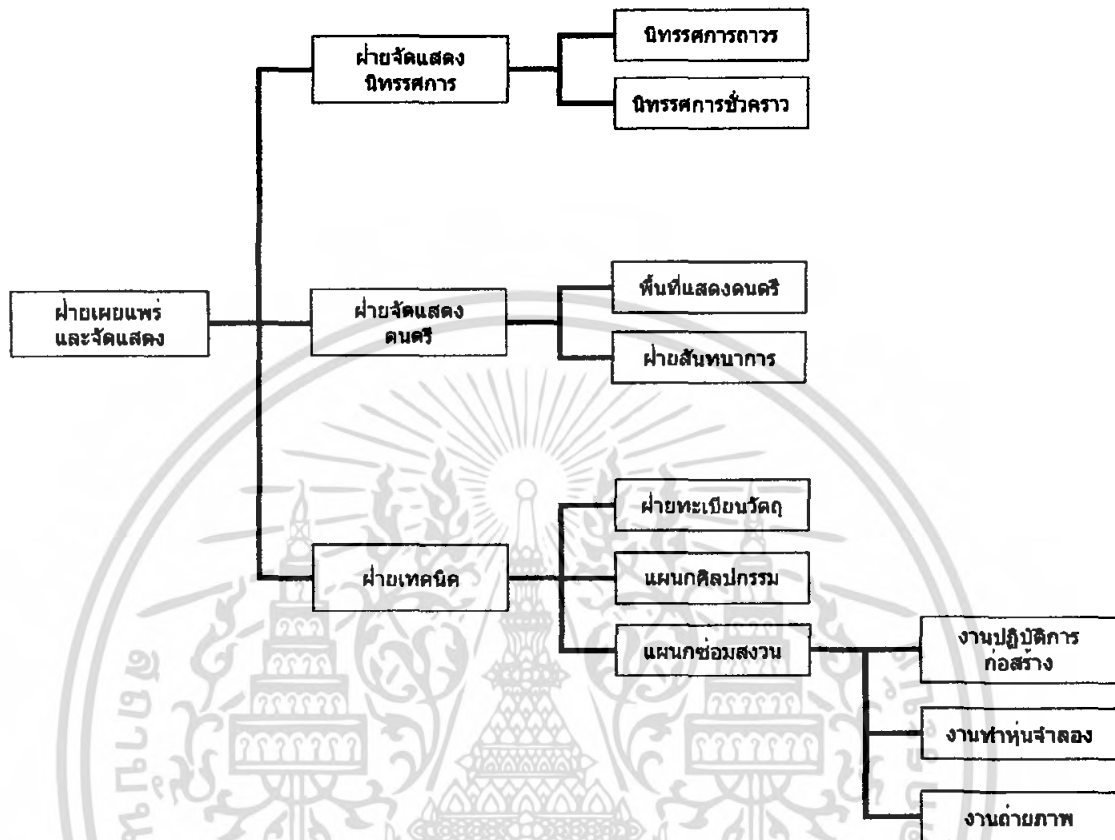 ฝ่ายจัดแสดง
นิทรรศการ
นิทรรศการถาวร
นิทรรศการชั่วคราว
ฝ่ายเผยแพร่
และจัดแสดง
ฝ่ายจัดแสดง
ดนตรี
พื้นที่แสดงดนตรี
ฝ่ายสันทนาการ
ฝ่ายเทคนิค
ฝ่ายทะเบียนวัตถุ
แผนกศิลปกรรม
แผนกซ่อมสงวน
งานปฏิบัติการ
ก่อสร้าง
งานทำหุ่นจำลอง
งานถ่ายภาพ